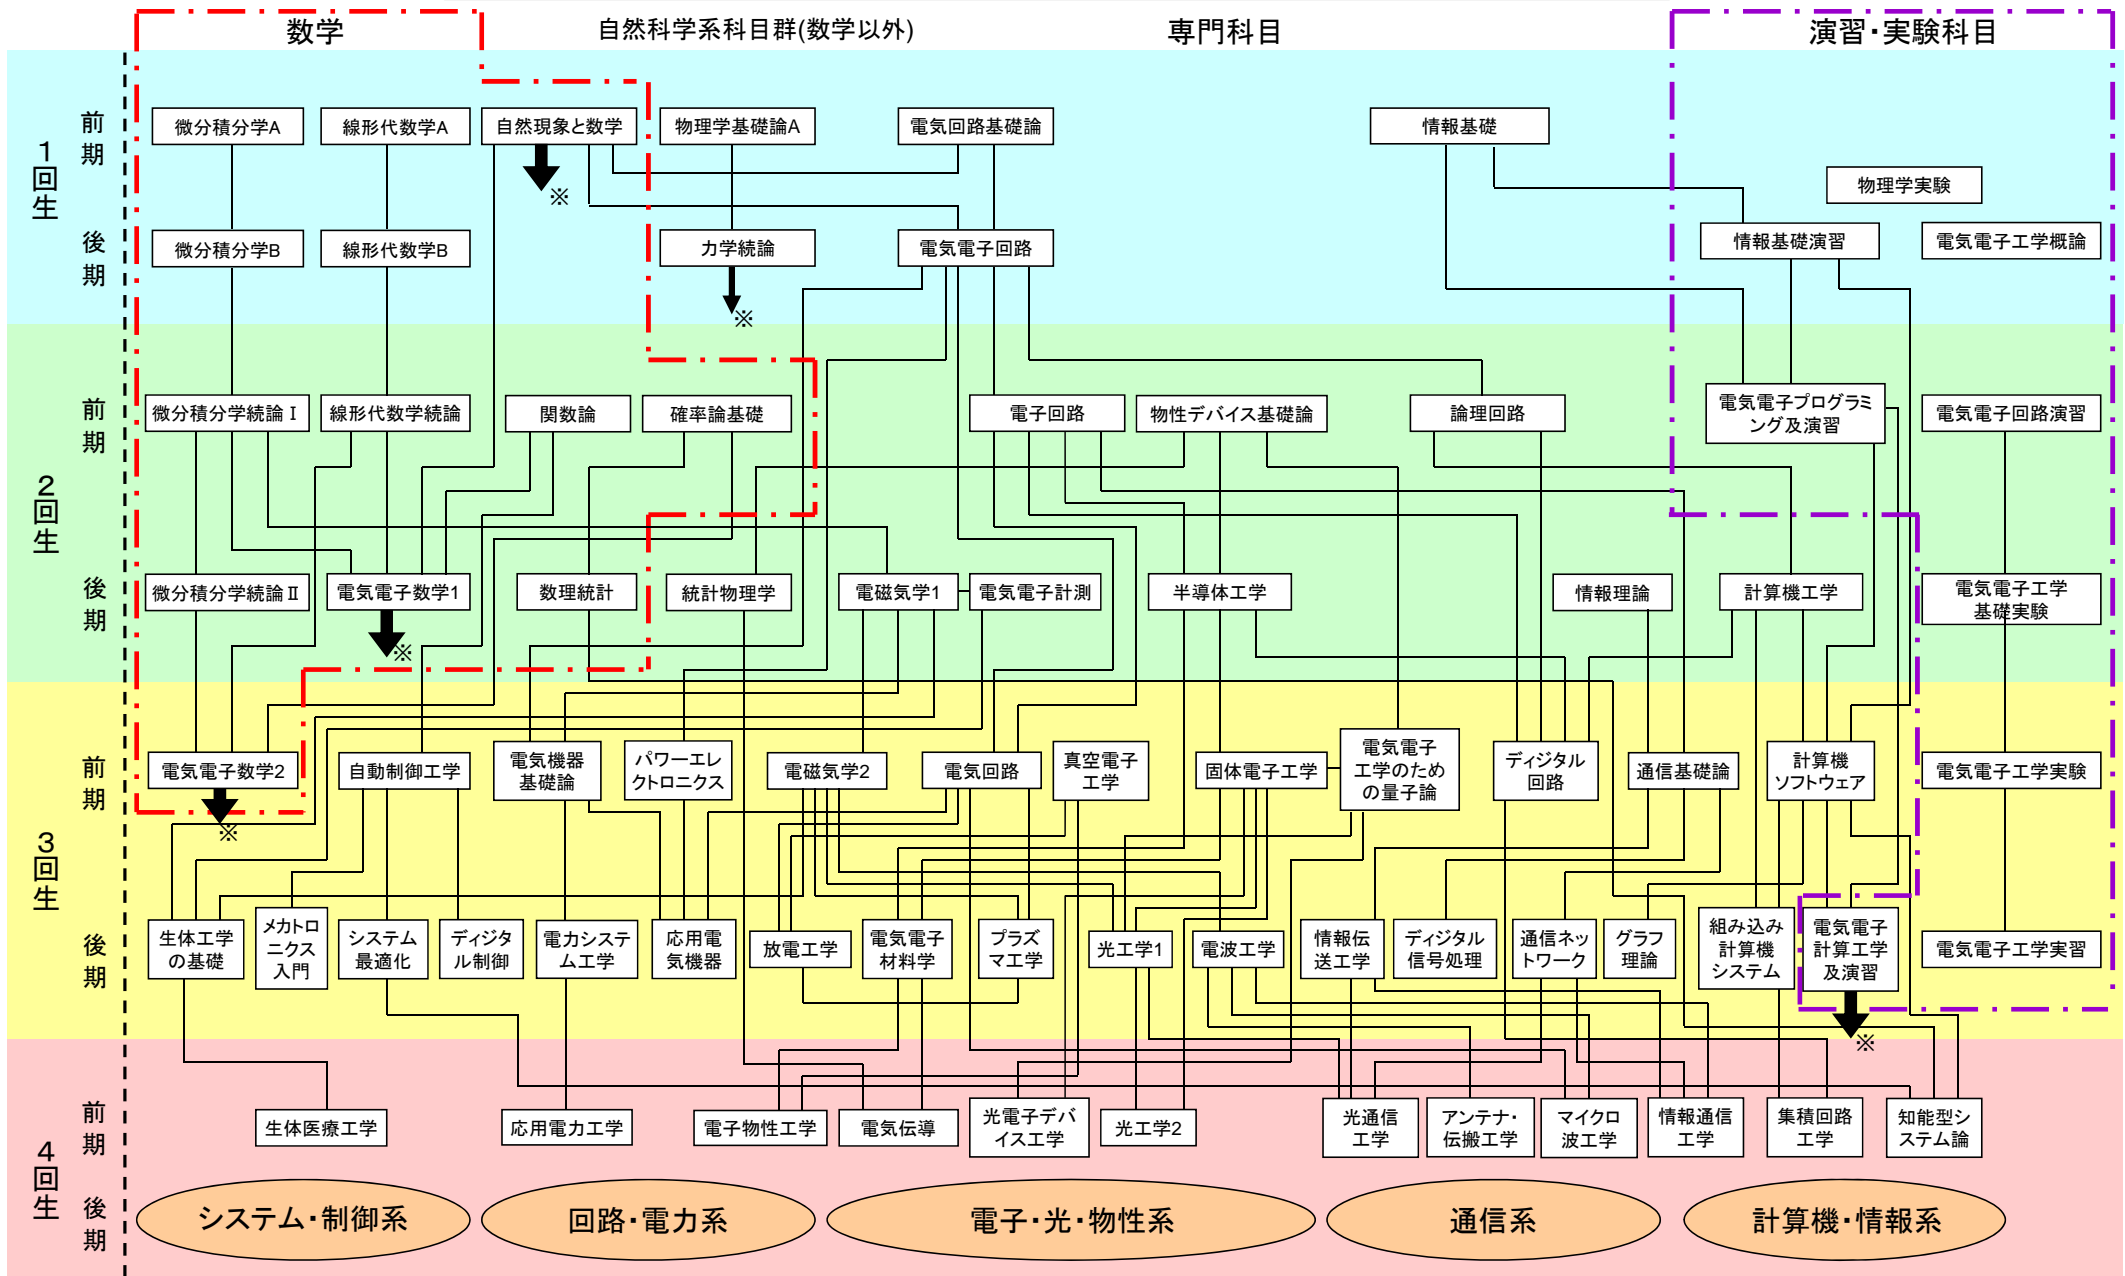 数学
自然科学系科目群(数学以外)
専門科目
演習・実験科目
1回生
前期
微分積分学A
線形代数学A
自然現象と数学
物理学基礎論A
電気回路基礎論
情報基礎
物理学実験
※
後期
微分積分学B
線形代数学B
力学続論
電気電子回路
情報基礎演習
電気電子工学概論
※
2回生
前期
微分積分学続論Ⅰ
線形代数学続論
関数論
確率論基礎
電子回路
物性デバイス基礎論
論理回路
電気電子プログラミ
ング及演習
電気電子回路演習
後期
微分積分学続論Ⅱ
電気電子数学1
数理統計
統計物理学
電磁気学1
電気電子計測
半導体工学
情報理論
計算機工学
電気電子工学
基礎実験
※
3回生
前期
電気電子数学2
自動制御工学
電気機器
基礎論
パワーエレ
クトロニクス
電磁気学2
電気回路
真空電子
工学
固体電子工学
電気電子
工学のため
の量子論
ディジタル
回路
通信基礎論
計算機
ソフトウェア
電気電子工学実験
※
後期
生体工学
の基礎
メカトロ
ニクス
入門
システム
最適化
ディジタ
ル制御
電力システ
ム工学
応用電
気機器
放電工学
電気電子
材料学
プラズ
マ工学
光工学1
電波工学
情報伝
送工学
ディジタル
信号処理
通信ネッ
トワーク
グラフ
理論
組み込み
計算機
システム
電気電子
計算工学
及演習
電気電子工学実習
※
4回生
前期
生体医療工学
応用電力工学
電子物性工学
電気伝導
光電子デバ
イス工学
光工学2
光通信
工学
アンテナ・
伝搬工学
マイクロ
波工学
情報通信
工学
集積回路
工学
知能型シ
ステム論
後期
システム・制御系
回路・電力系
電子・光・物性系
通信系
計算機・情報系